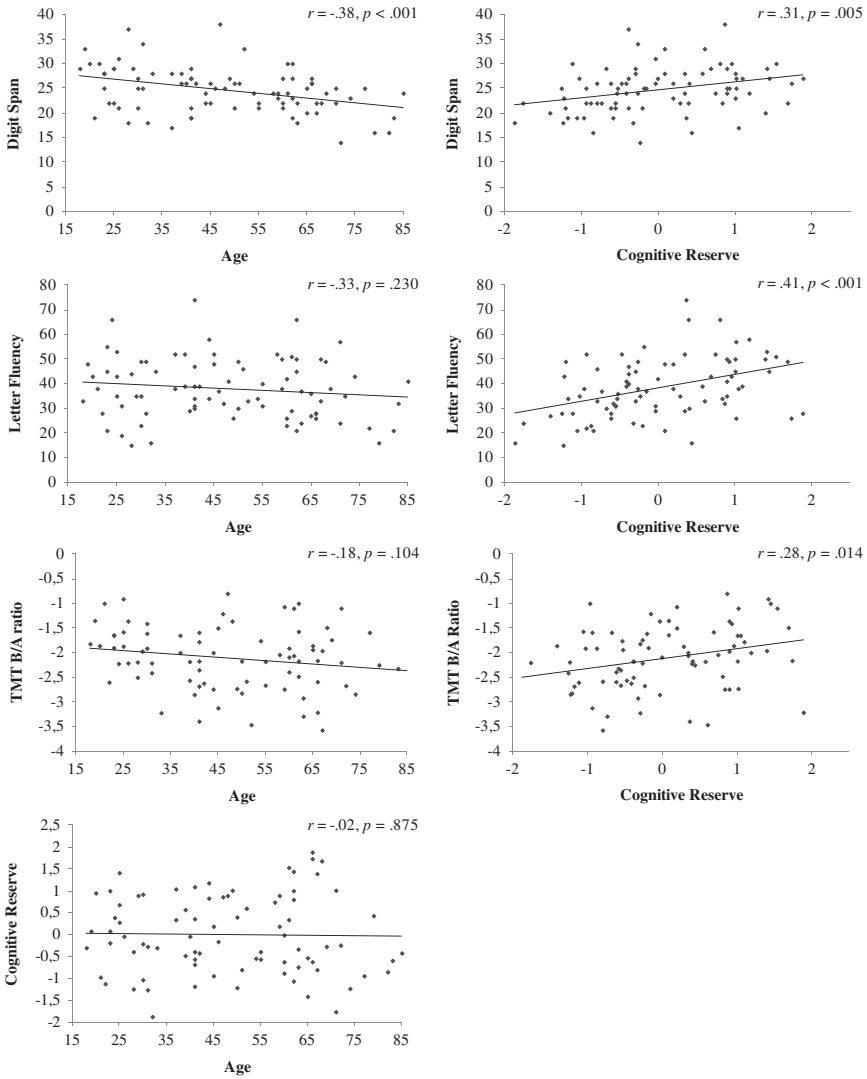 r = -.38, p < .001
40
35
30
25
20
15
10
5
0
Digit Span
15 25 35 45 55 65 75 85
Age
r = .31, p = .005
40
35
30
25
20
15
10
5
0
Digit Span
-2 -1 0 1 2
Cognitive Reserve
r = -.33, p = .230
80
70
60
50
40
30
20
10
0
Letter Fluency
15 25 35 45 55 65 75 85
Age
r = .41, p < .001
80
70
60
50
40
30
20
10
0
Letter Fluency
-2 -1 0 1 2
Cognitive Reserve
r = -.18, p = .104
0
-0,5
-1
-1,5
-2
-2,5
-3
-3,5
-4
TMT B/A ratio
15 25 35 45 55 65 75 85
Age
r = .28, p = .014
0
-0,5
-1
-1,5
-2
-2,5
-3
-3,5
-4
TMT B/A Ratio
-2 -1 0 1 2
Cognitive Reserve
r = -.02, p = .875
2,5
2
1,5
1
0,5
0
-0,5
-1
-1,5
-2
Cognitive Reserve
15 25 35 45 55 65 75 85
Age